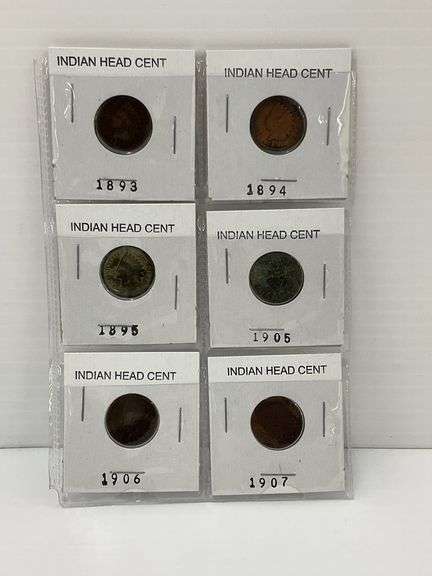 INDIAN HEAD CENT
1893
INDIAN HEAD CENT
1894
INDIAN HEAD CENT
1895
INDIAN HEAD CENT
1905
INDIAN HEAD CENT
1906
INDIAN HEAD CENT
1907